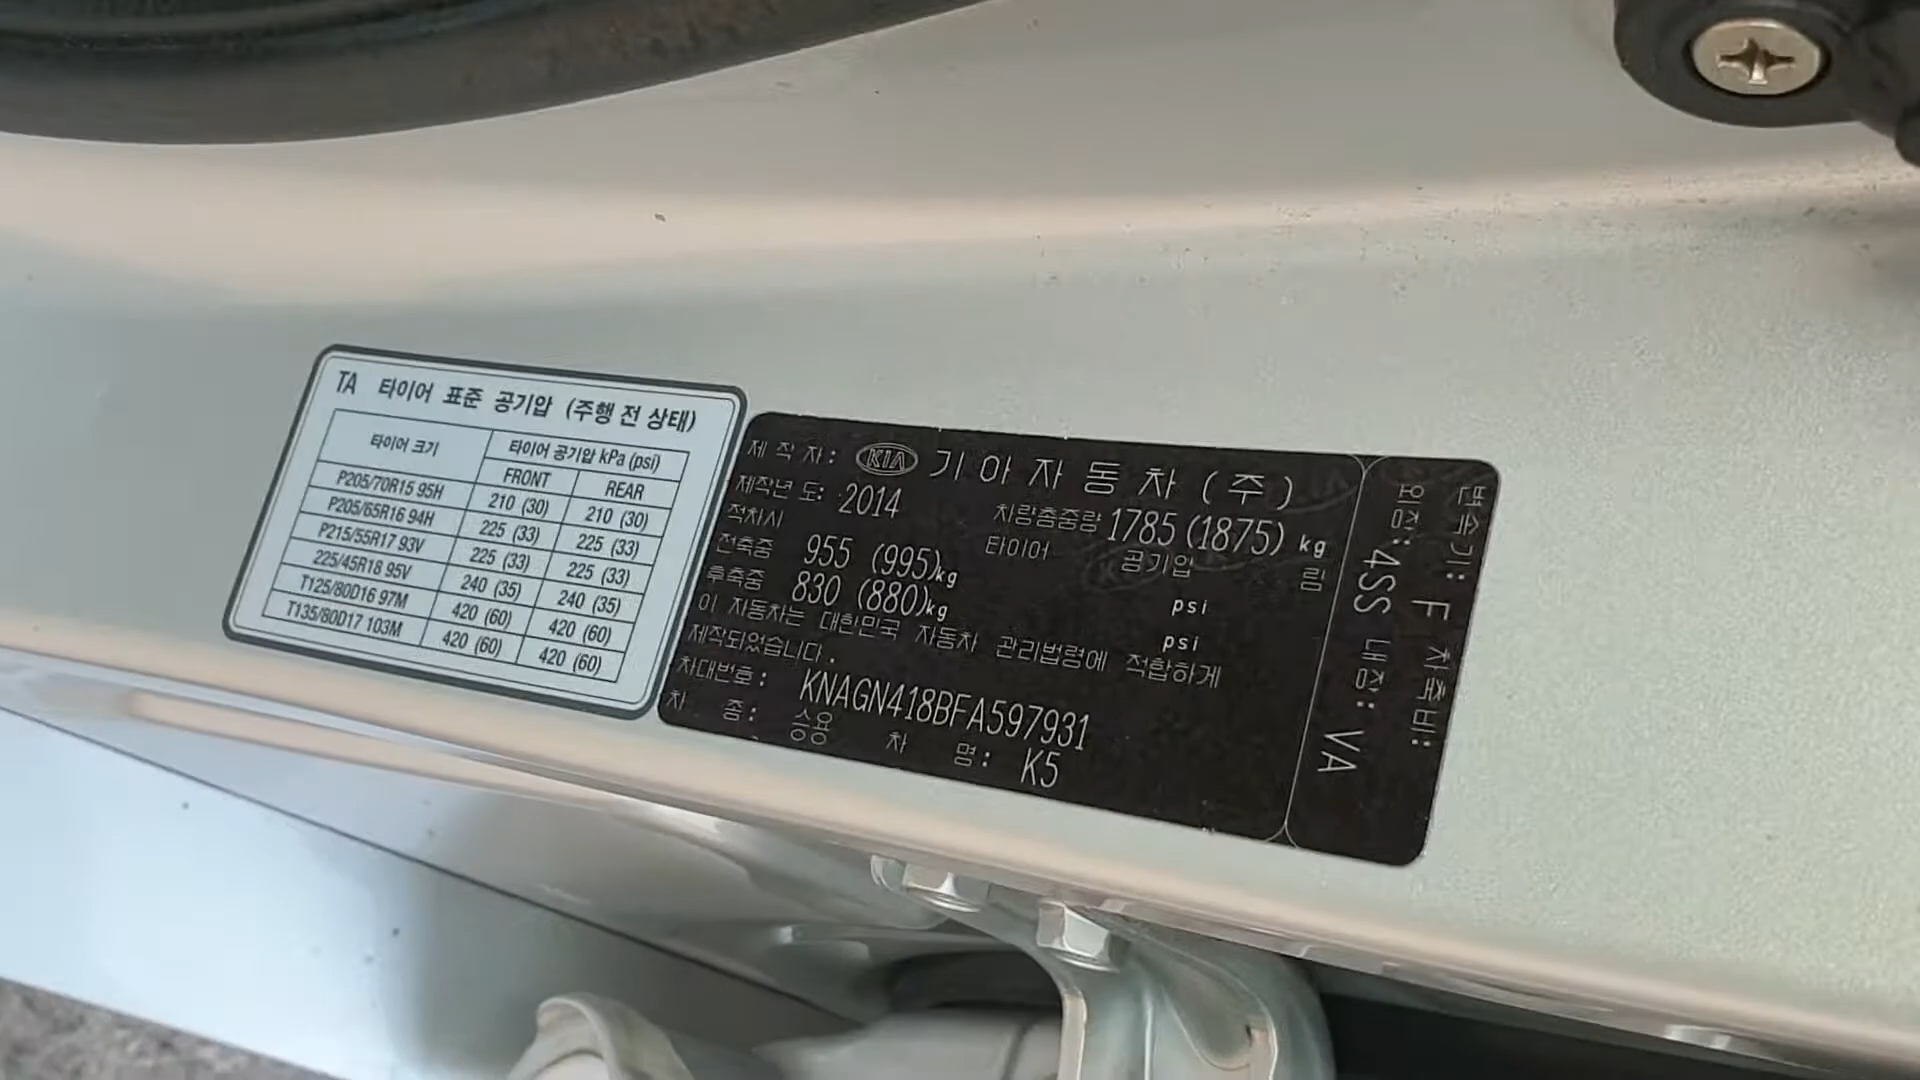 TA 타이어 표준 공기압 (주행 전 상태)
타이어 크기 타이어 공기압 kPa (psi)
FRONT REAR
P205/70R15 95H 210 (30) 210 (30)
P205/65R16 94H 225 (33) 225 (33)
P215/55R17 93V 225 (33) 225 (33)
225/45R18 95V 240 (35) 240 (35)
T125/80D16 97M 420 (60) 420 (60)
T135/80D17 103M 420 (60) 420 (60)
제 작 자: KIA 기아자동차(주)
제작년 도: 2014 차량총중량 1785 (1875) kg
적차시 타이어 공기압 림
전축중 955 (995)kg psi
후축중 830 (880)kg psi
이 자동차는 대한민국 자동차 관리법령에 적합하게
제작되었습니다.
차대번호: KNAGN418BFA597931
차 종: 승용 차 명: K5
변속기: F 차축비:
외장: 4SS 내장: VA